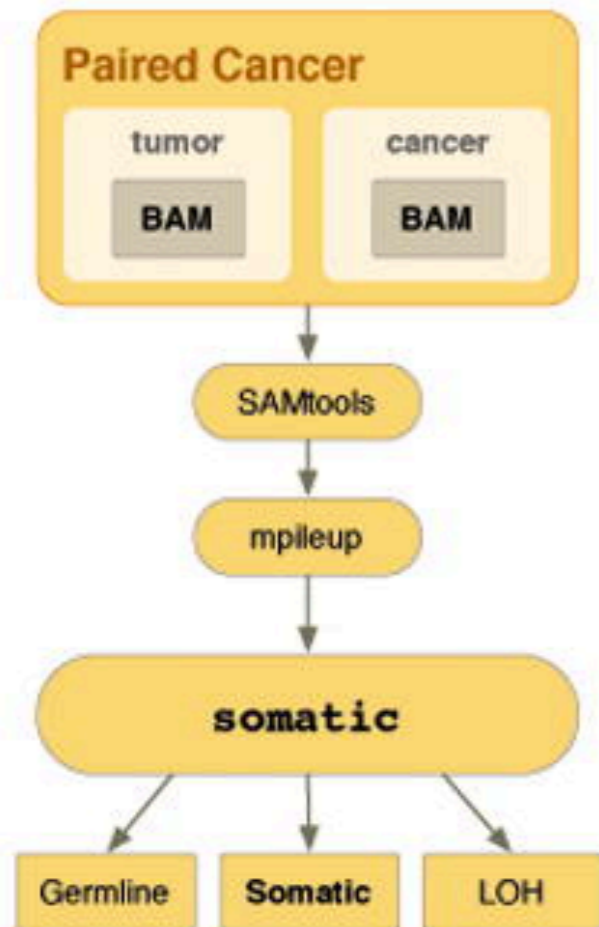 Paired Cancer
tumor cancer
BAM BAM
SAMtools
mpileup
somatic
Germline Somatic LOH